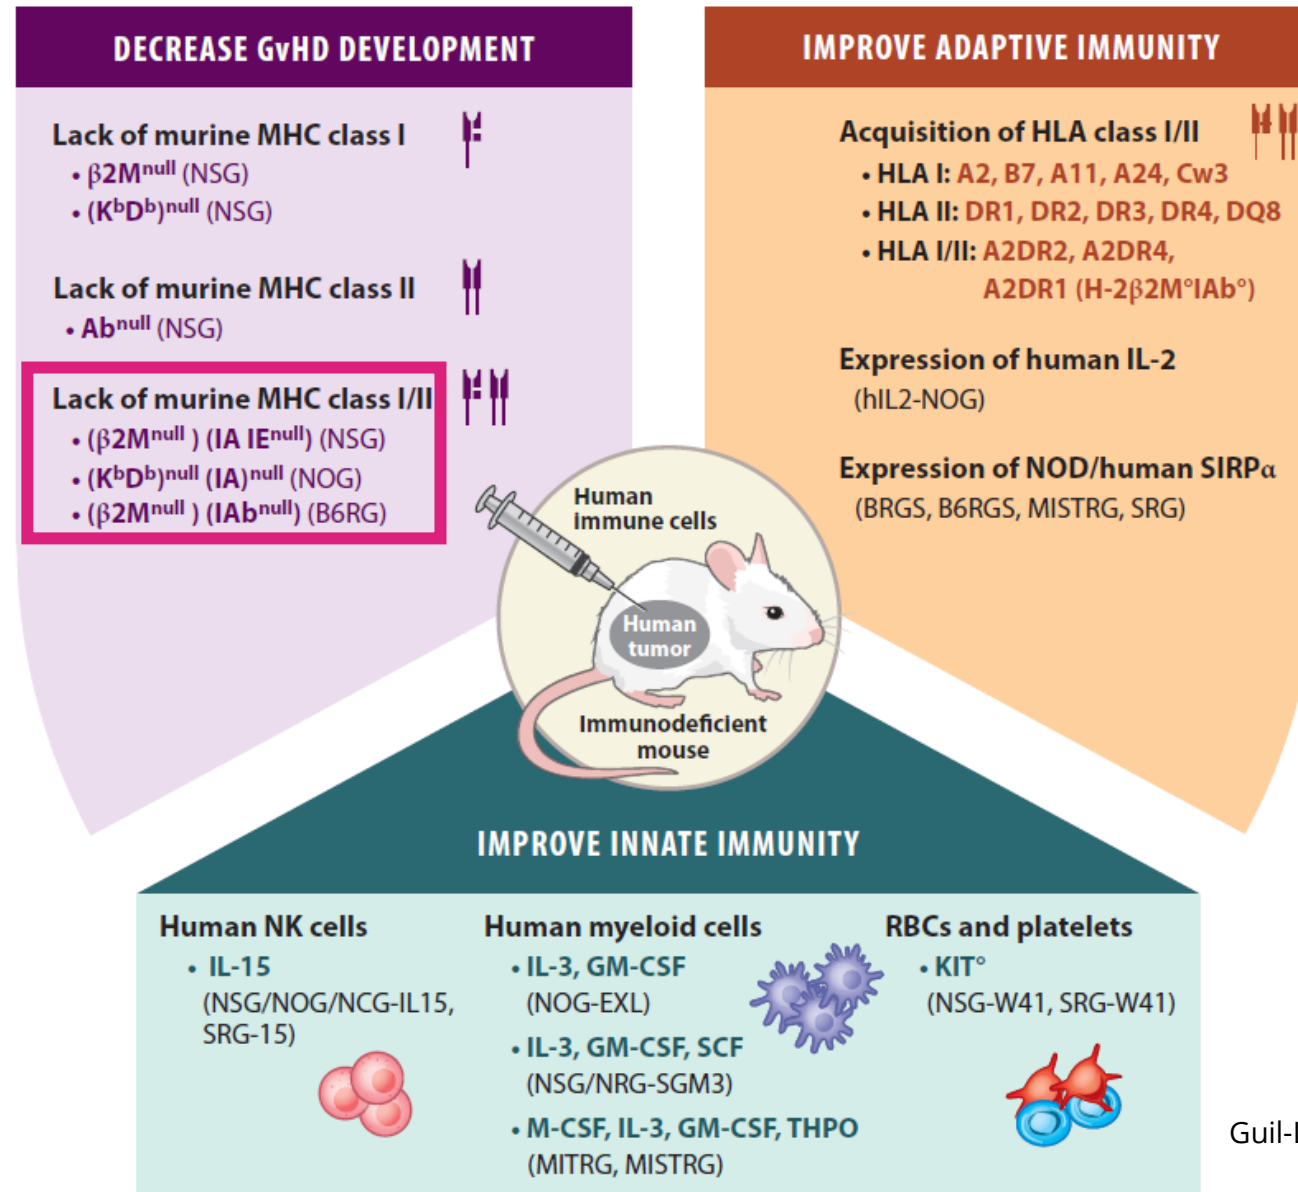 DECREASE GvHD DEVELOPMENT
Lack of murine MHC class I
• β2Mnull (NSG)
• (KbDb)null (NSG)
Lack of murine MHC class II
• Abnull (NSG)
Lack of murine MHC class I/II
• (β2Mnull ) (IA IEnull) (NSG)
• (KbDb)null (IA)null (NOG)
• (β2Mnull ) (IAbnull) (B6RG)
IMPROVE ADAPTIVE IMMUNITY
Acquisition of HLA class I/II
• HLA I: A2, B7, A11, A24, Cw3
• HLA II: DR1, DR2, DR3, DR4, DQ8
• HLA I/II: A2DR2, A2DR4,
A2DR1 (H-2β2M°IAb°)
Expression of human IL-2
(hIL2-NOG)
Expression of NOD/human SIRPα
(BRGS, B6RGS, MISTRG, SRG)
Human
immune cells
Human
tumor
Immunodeficient
mouse
IMPROVE INNATE IMMUNITY
Human NK cells
• IL-15
(NSG/NOG/NCG-IL15,
SRG-15)
Human myeloid cells
• IL-3, GM-CSF
(NOG-EXL)
• IL-3, GM-CSF, SCF
(NSG/NRG-SGM3)
• M-CSF, IL-3, GM-CSF, THPO
(MITRG, MISTRG)
RBCs and platelets
• KIT°
(NSG-W41, SRG-W41)